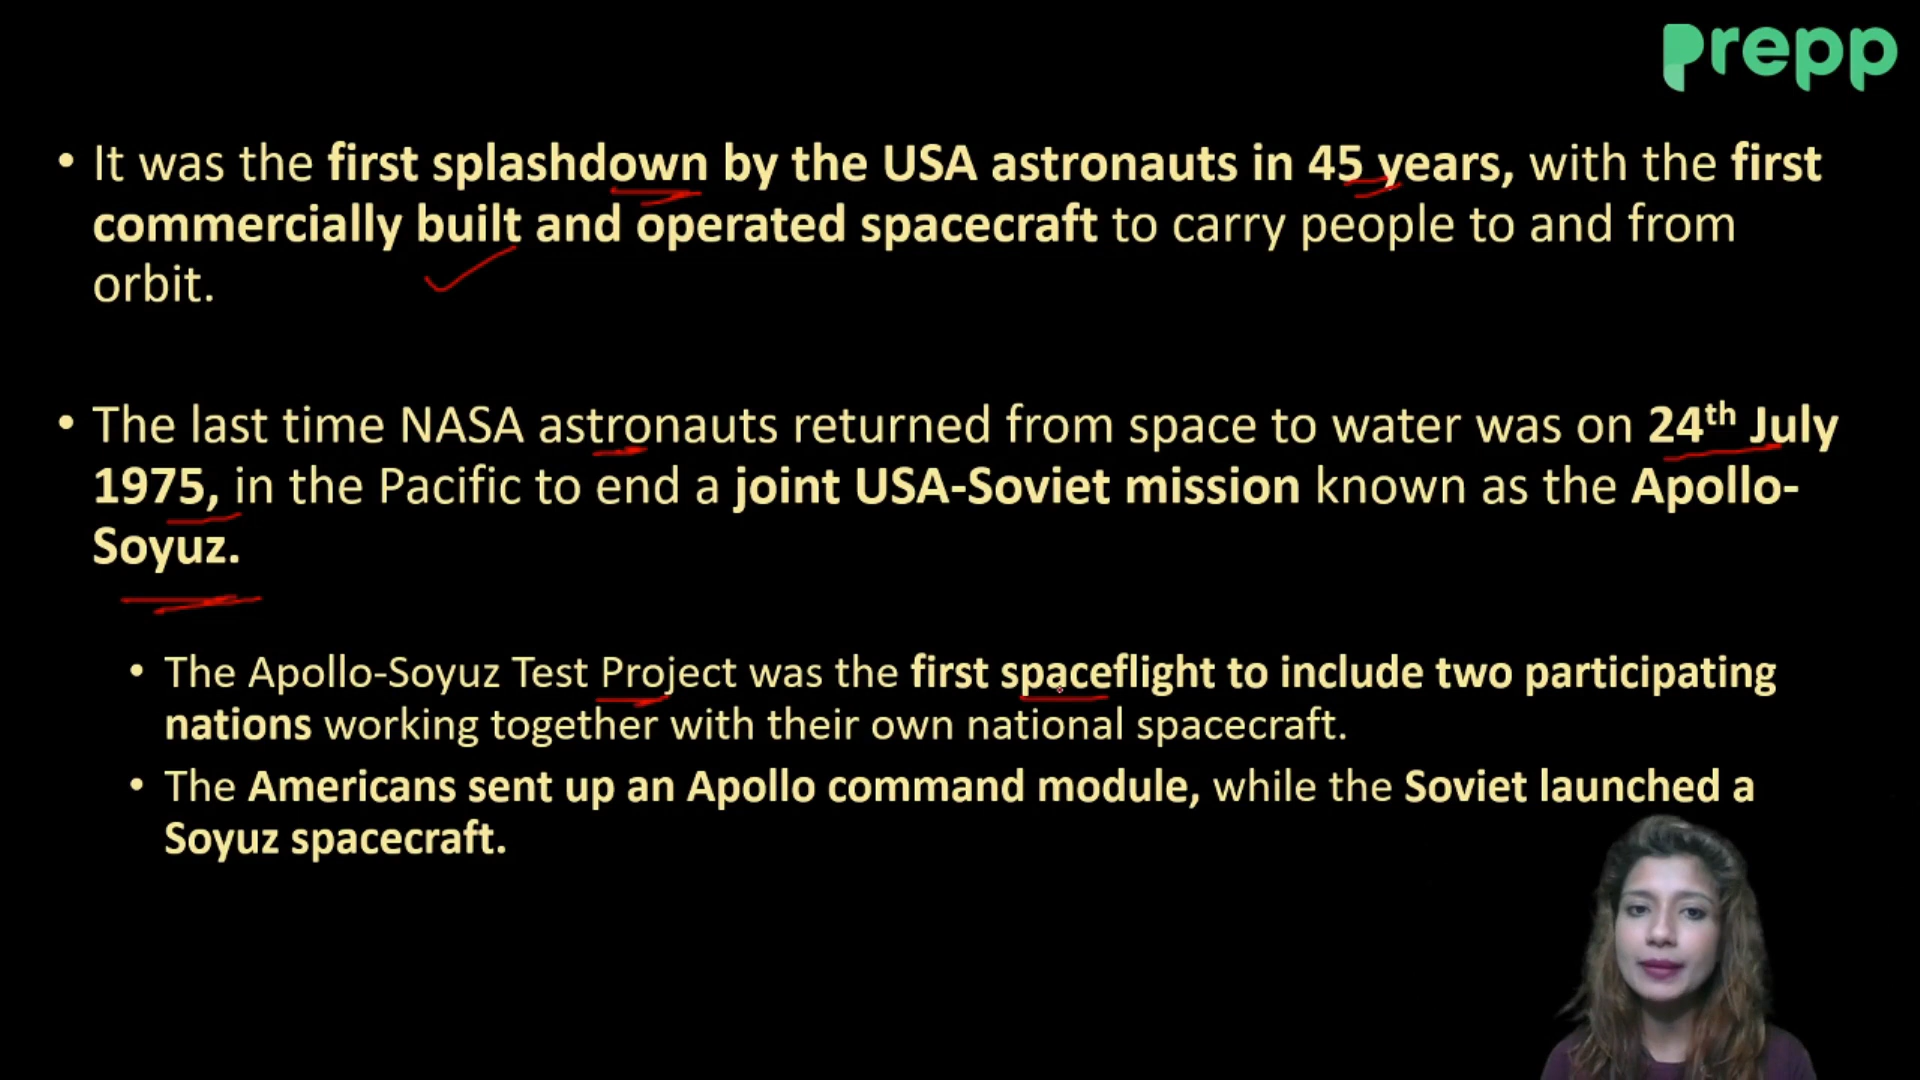 prepp
• It was the first splashdown by the USA astronauts in 45 years, with the first
commercially built and operated spacecraft to carry people to and from
orbit.
• The last time NASA astronauts returned from space to water was on 24th July
1975, in the Pacific to end a joint USA-Soviet mission known as the Apollo-
Soyuz.
• The Apollo-Soyuz Test Project was the first spaceflight to include two participating
nations working together with their own national spacecraft.
• The Americans sent up an Apollo command module, while the Soviet launched a
Soyuz spacecraft.